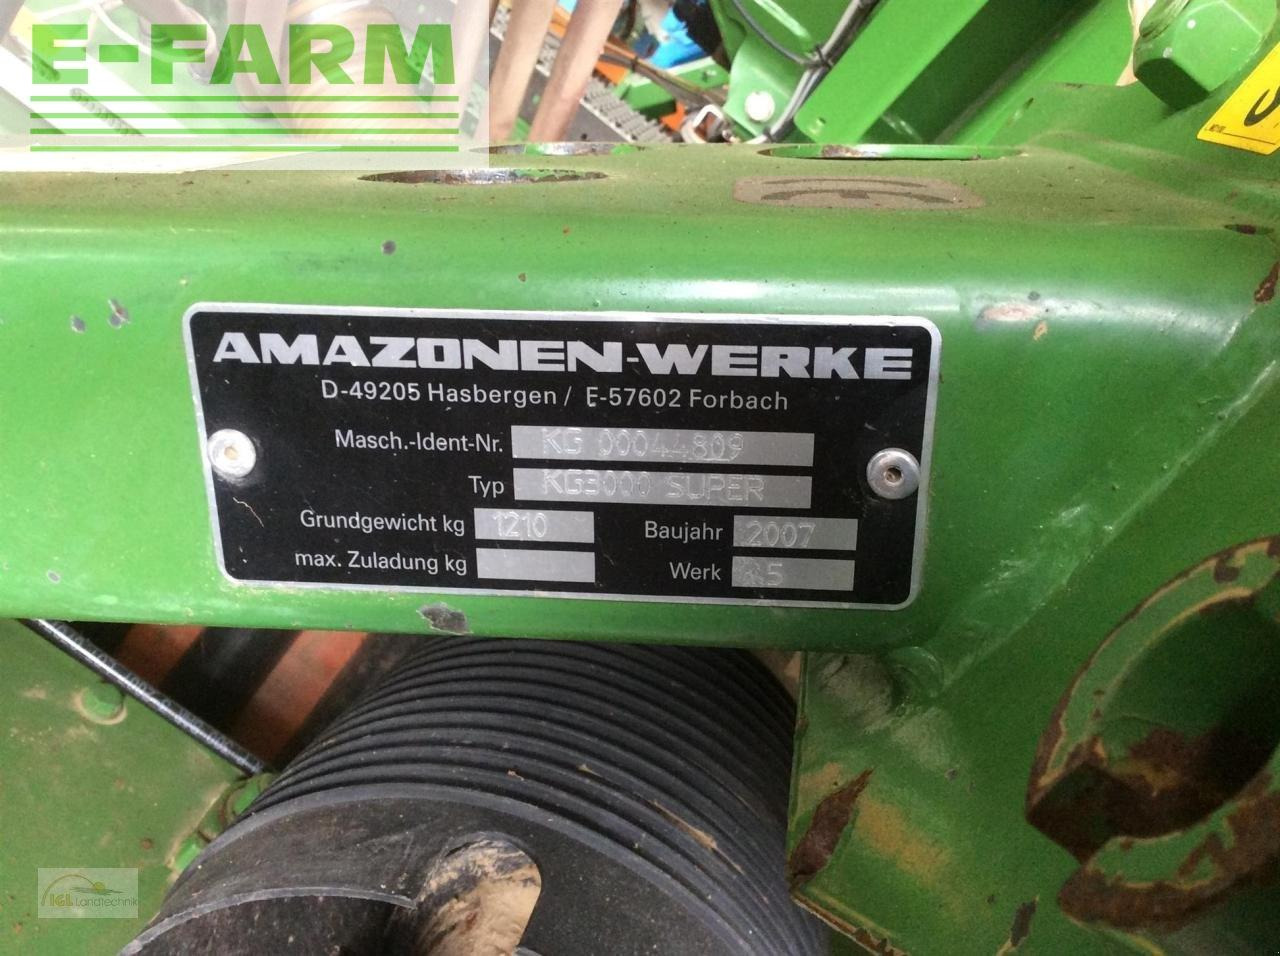 E-FARM
AMAZONEN-WERKE
D-49205 Hasbergen / E-57602 Forbach
Masch.-Ident-Nr. KG 00044809
Typ KG3000 SUPER
Grundgewicht kg 1210 Baujahr 2007
max. Zuladung kg Werk
IGL Landtechnik